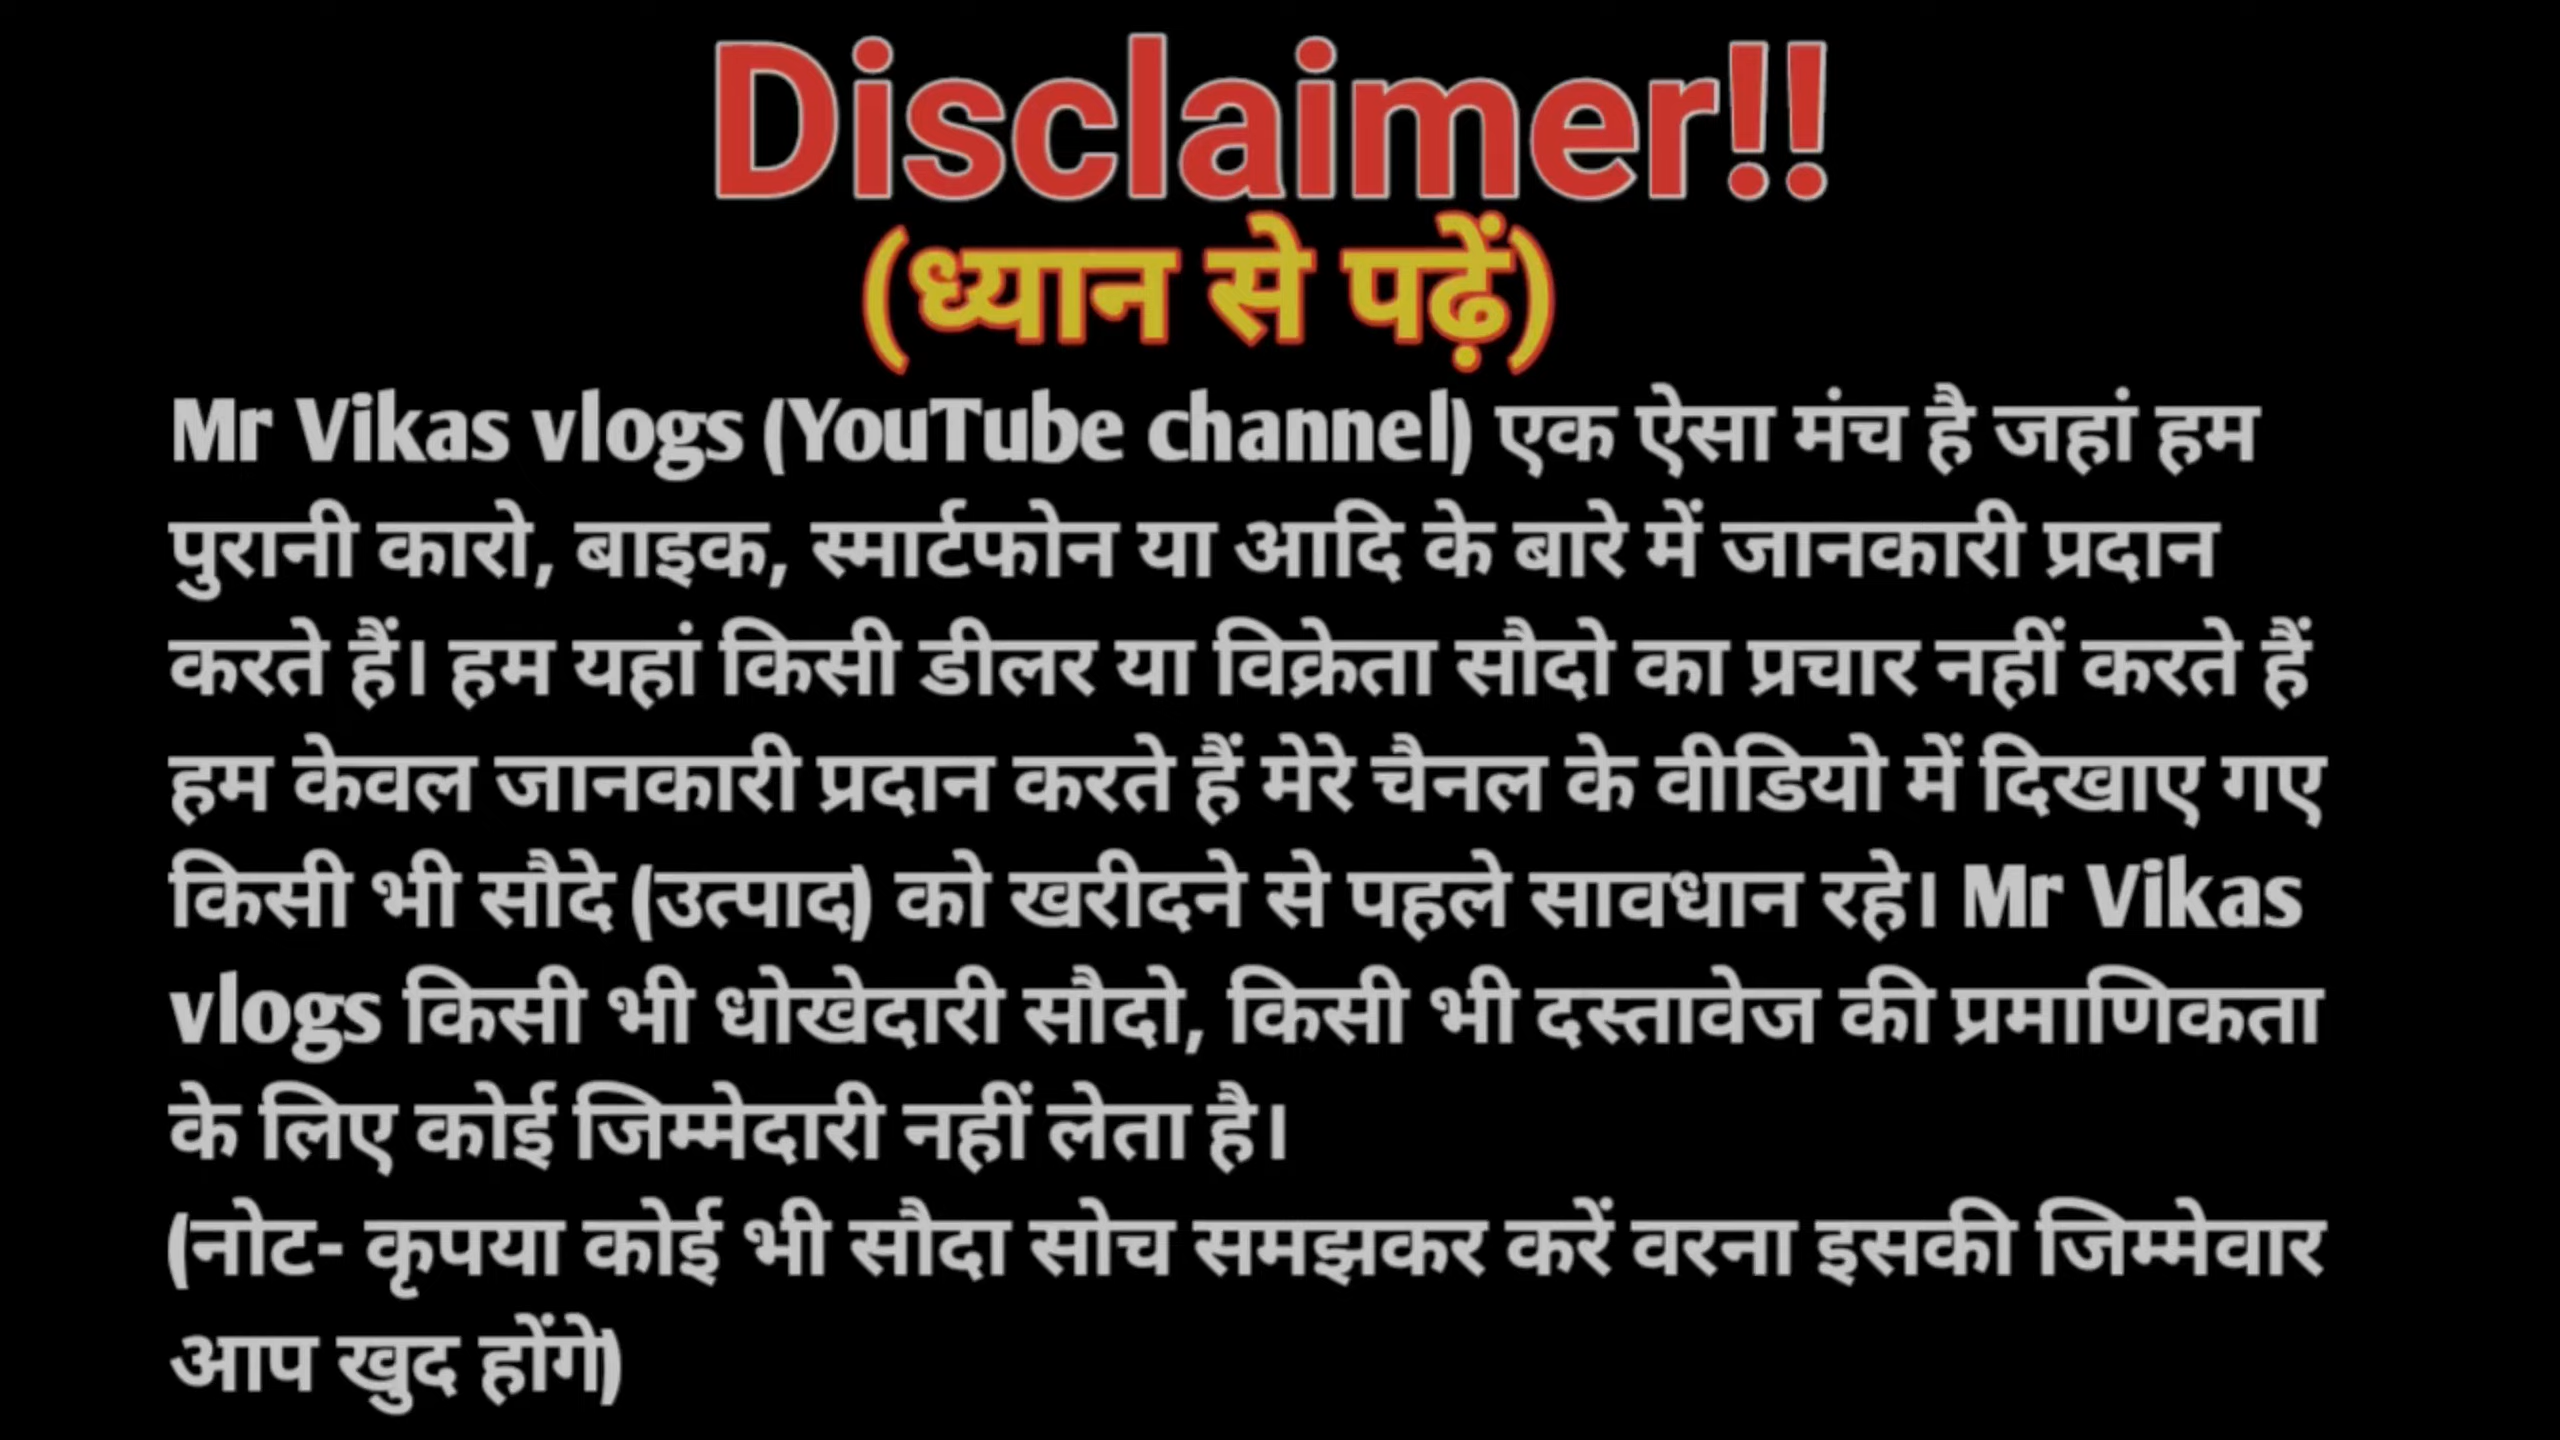 Disclaimer!!
(ध्यान से पढ़ें)
Mr Vikas vlogs (YouTube channel) एक ऐसा मंच है जहां हम
पुरानी कारो, बाइक, स्मार्टफोन या आदि के बारे में जानकारी प्रदान
करते हैं। हम यहां किसी डीलर या विक्रेता सौदो का प्रचार नहीं करते हैं
हम केवल जानकारी प्रदान करते हैं मेरे चैनल के वीडियो में दिखाए गए
किसी भी सौदे (उत्पाद) को खरीदने से पहले सावधान रहे। Mr Vikas
vlogs किसी भी धोखेदारी सौदो, किसी भी दस्तावेज की प्रमाणिकता
के लिए कोई जिम्मेदारी नहीं लेता है।
(नोट- कृपया कोई भी सौदा सोच समझकर करें वरना इसकी जिम्मेवार
आप खुद होंगे)